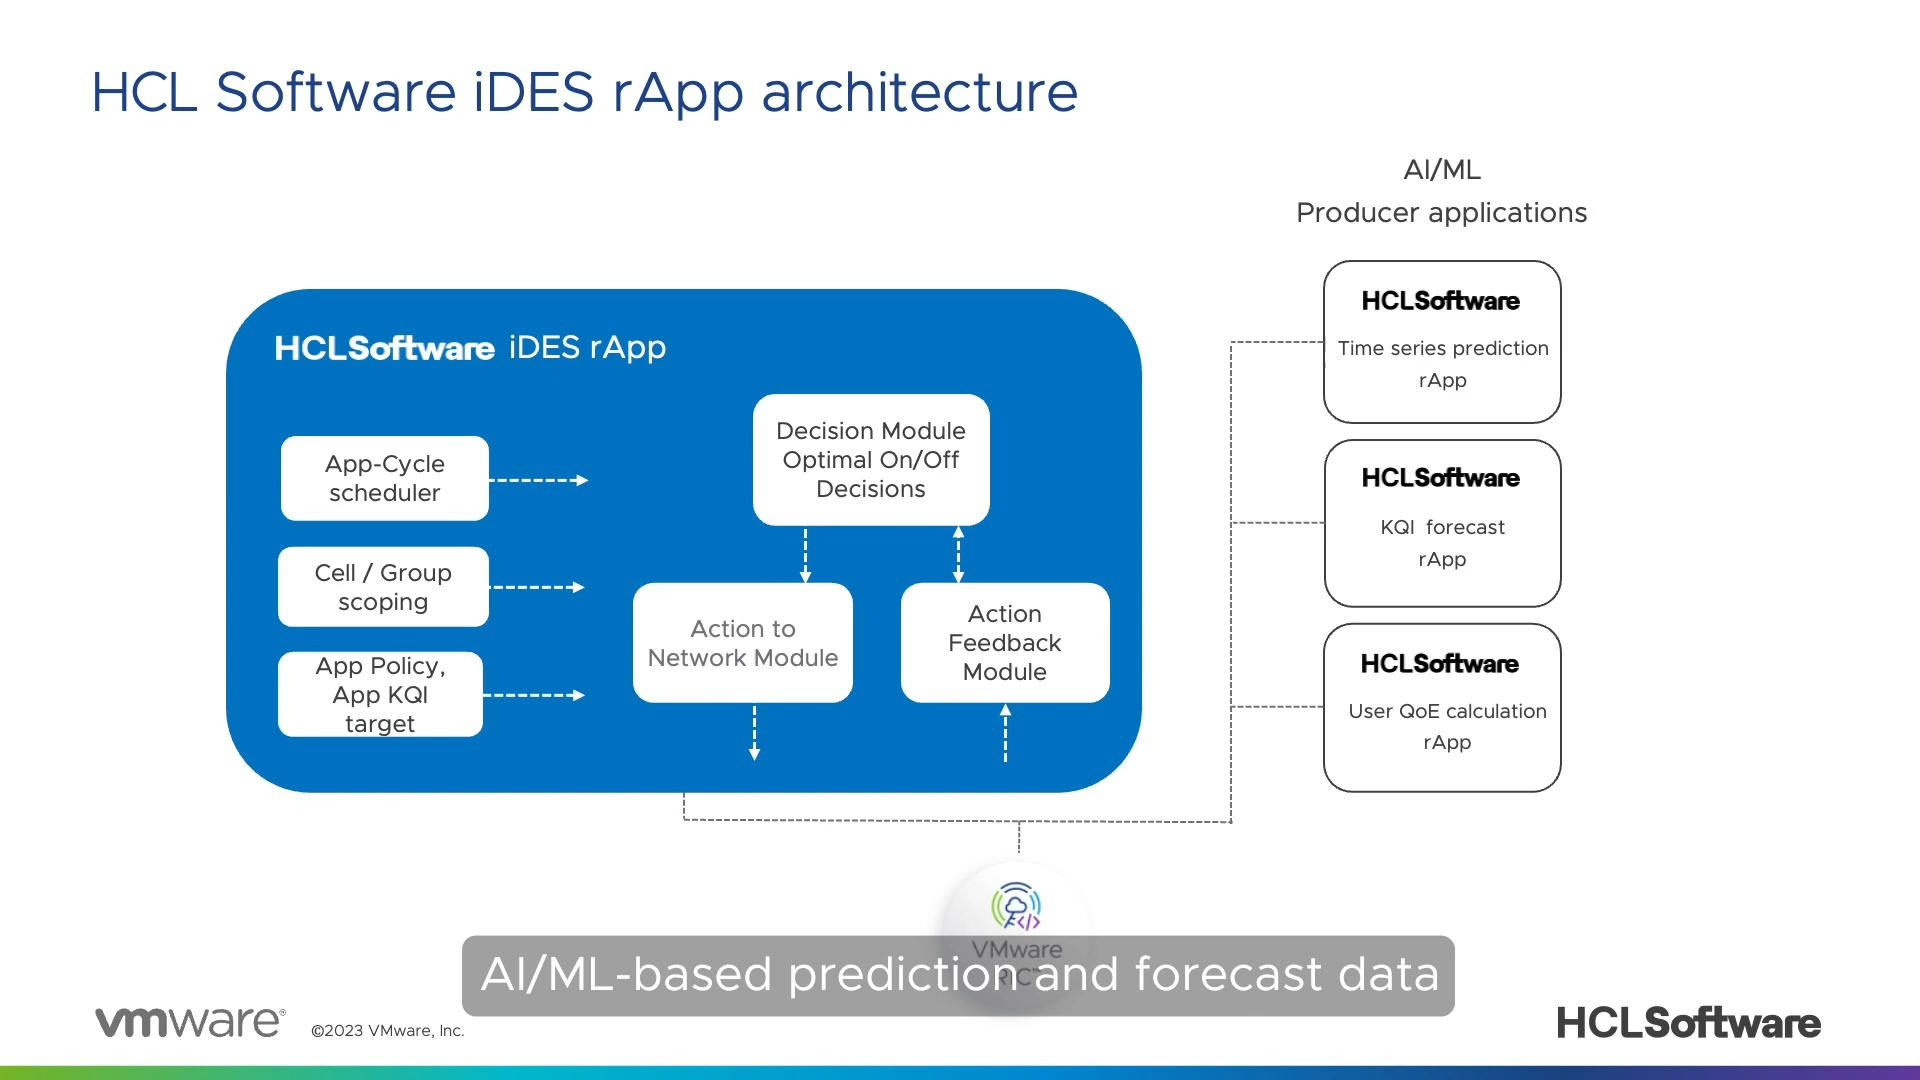 HCL Software iDES rApp architecture
AI/ML
Producer applications
HCLSoftware iDES rApp
App-Cycle
scheduler
Cell / Group
scoping
App Policy,
App KQI
target
Decision Module
Optimal On/Off
Decisions
Action to
Network Module
Action
Feedback
Module
HCLSoftware
Time series prediction
rApp
HCLSoftware
KQI forecast
rApp
HCLSoftware
User QoE calculation
rApp
VMware
RIC™
AI/ML-based prediction and forecast data
vmware® ©2023 VMware, Inc.
HCLSoftware